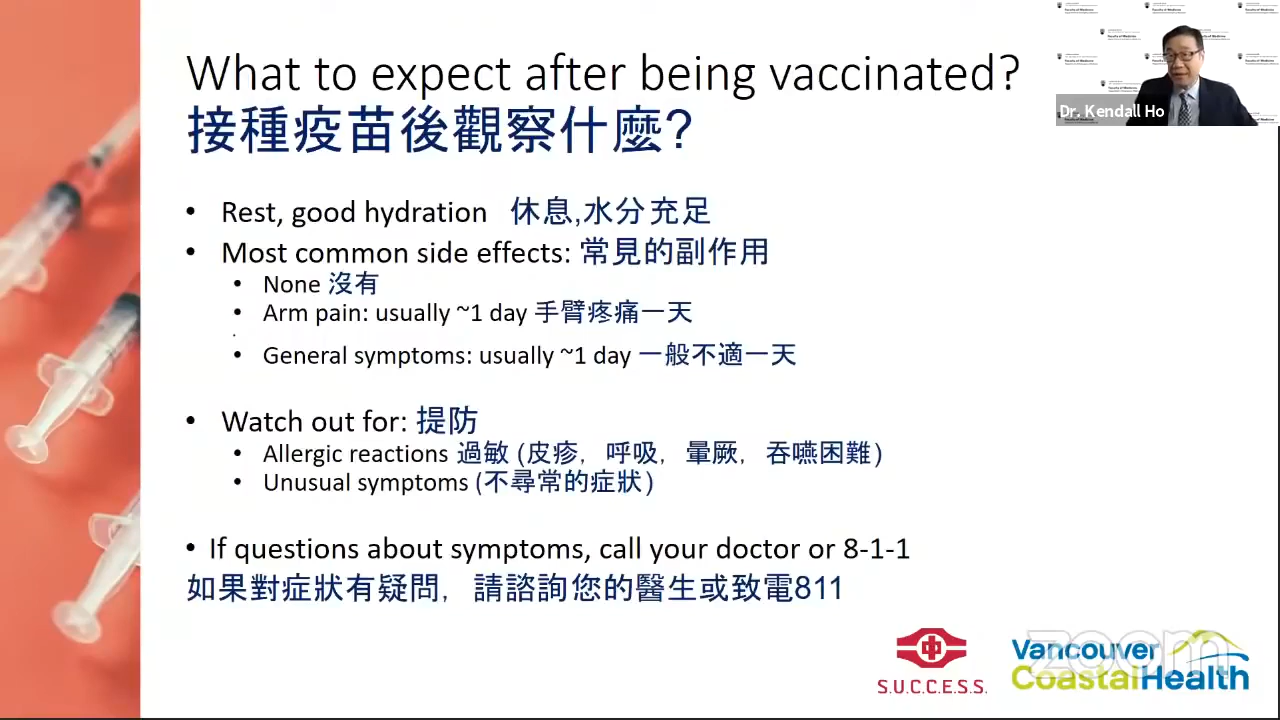 What to expect after being vaccinated?
接種疫苗後觀察什麼?
Dr. Kendall Ho
• Rest, good hydration 休息,水分充足
• Most common side effects: 常見的副作用
• None 沒有
• Arm pain: usually ~1 day 手臂疼痛一天
• General symptoms: usually ~1 day 一般不適一天
• Watch out for: 提防
• Allergic reactions 過敏 (皮疹, 呼吸, 暈厥, 吞嚥困難)
• Unusual symptoms (不尋常的症狀)
• If questions about symptoms, call your doctor or 8-1-1
如果對症狀有疑問, 請諮詢您的醫生或致電811
S.U.C.C.E.S.S.
Vancouver
CoastalHealth
zoom